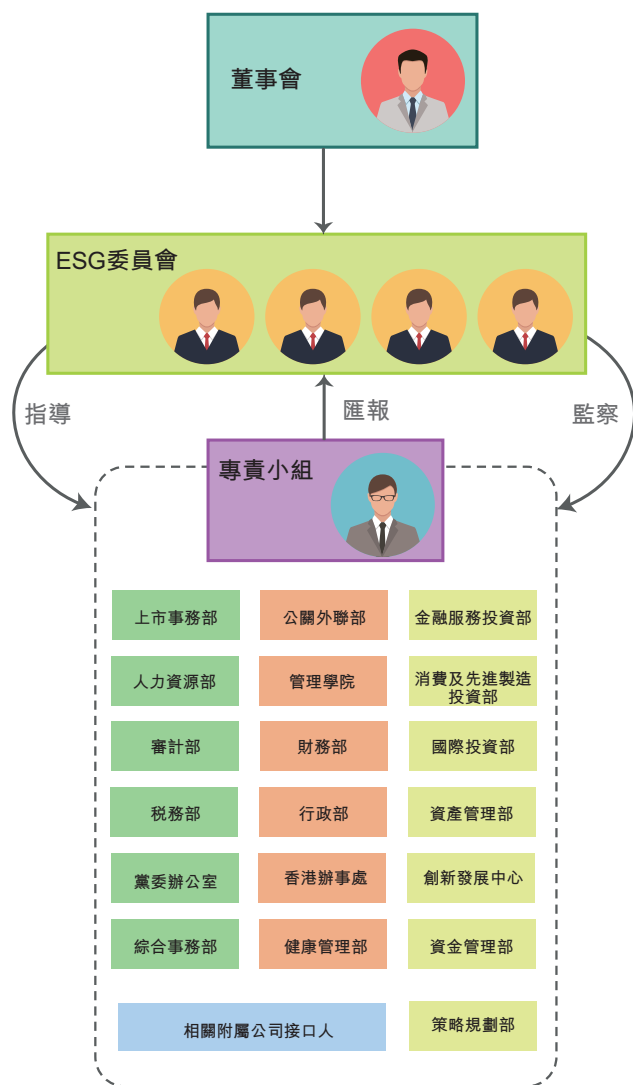 董事會
ESG委員會
指導
匯報
監察
專責小組
上市事務部
公關外聯部
金融服務投資部
人力資源部
管理學院
消費及先進製造
投資部
審計部
財務部
國際投資部
税務部
行政部
資產管理部
黨委辦公室
香港辦事處
創新發展中心
綜合事務部
健康管理部
資金管理部
相關附屬公司接口人
策略規劃部